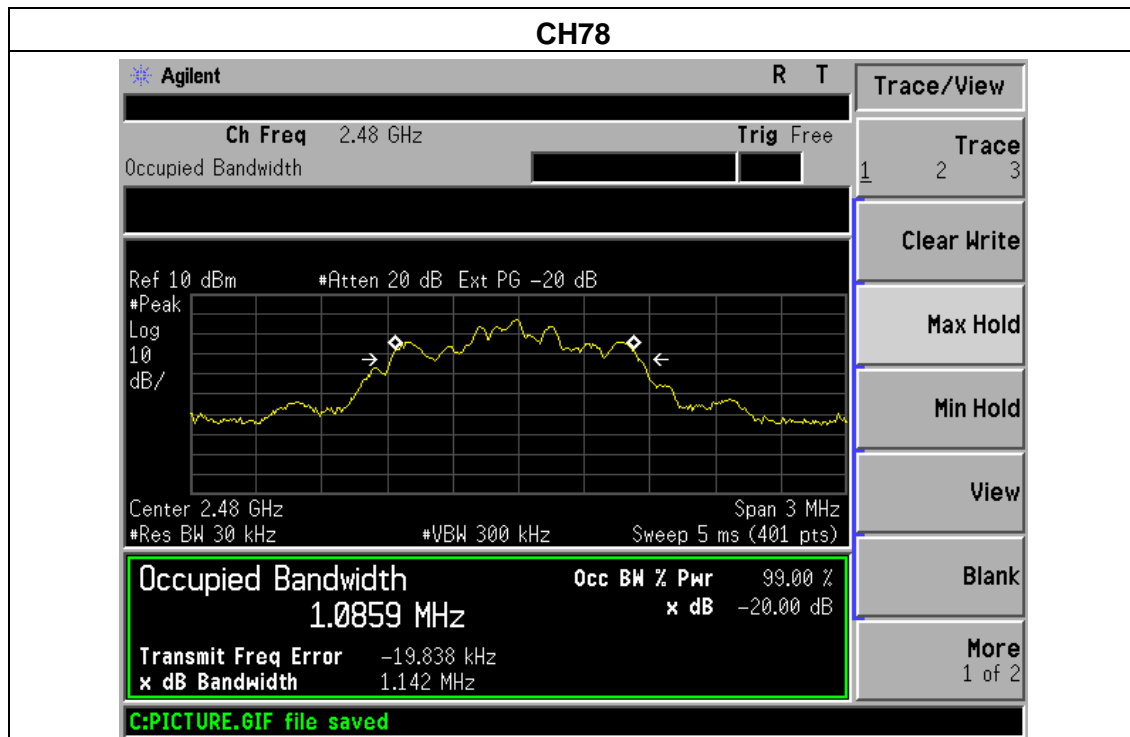 CH78
Agilent
R T
Trace/View
Ch Freq 2.48 GHz
Trig Free
Occupied Bandwidth
Trace
1 2 3
Clear Write
Ref 10 dBm
#Atten 20 dB Ext PG -20 dB
#Peak
Log
10
dB/
Max Hold
Min Hold
View
Center 2.48 GHz
Span 3 MHz
#Res BW 30 kHz
#VBW 300 kHz
Sweep 5 ms (401 pts)
Occupied Bandwidth
1.0859 MHz
Occ BW % Pwr 99.00 %
x dB -20.00 dB
Blank
Transmit Freq Error -19.838 kHz
x dB Bandwidth 1.142 MHz
More
1 of 2
C:PICTURE.GIF file saved